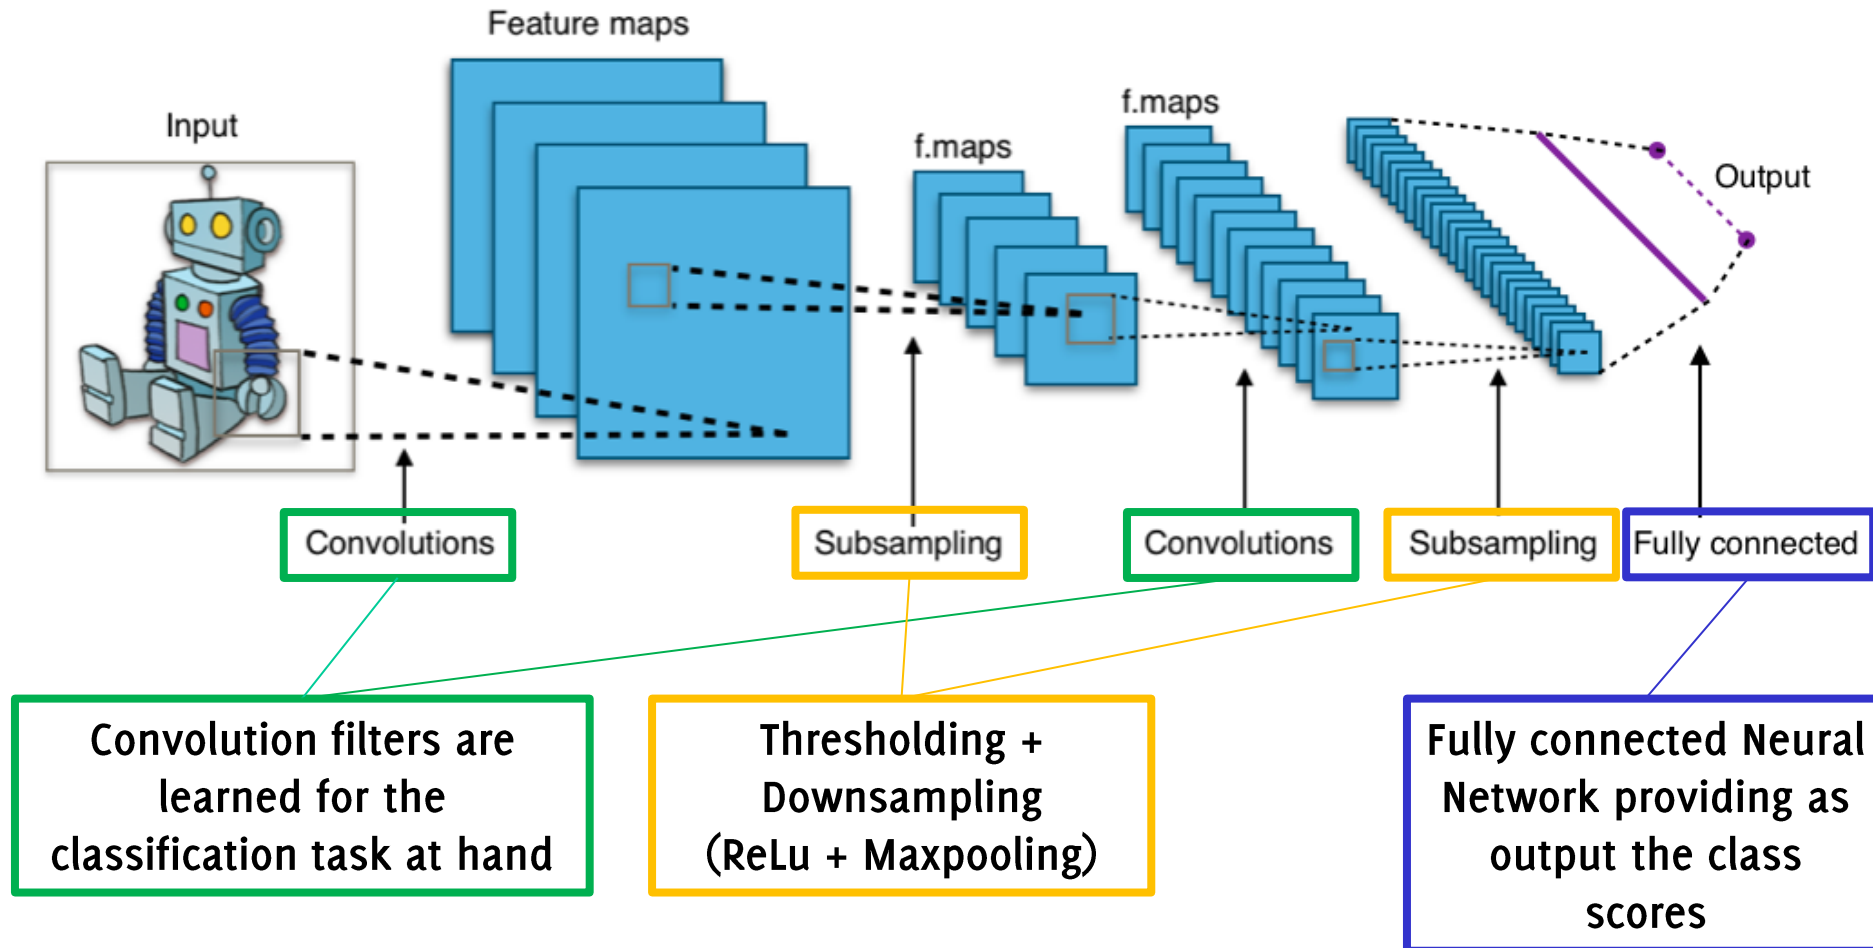 Feature maps
f.maps
Input
f.maps
Output
Convolutions
Subsampling
Convolutions
Subsampling
Fully connected
Convolution filters are
learned for the
classification task at hand
Thresholding +
Downsampling
(ReLu + Maxpooling)
Fully connected Neural
Network providing as
output the class
scores